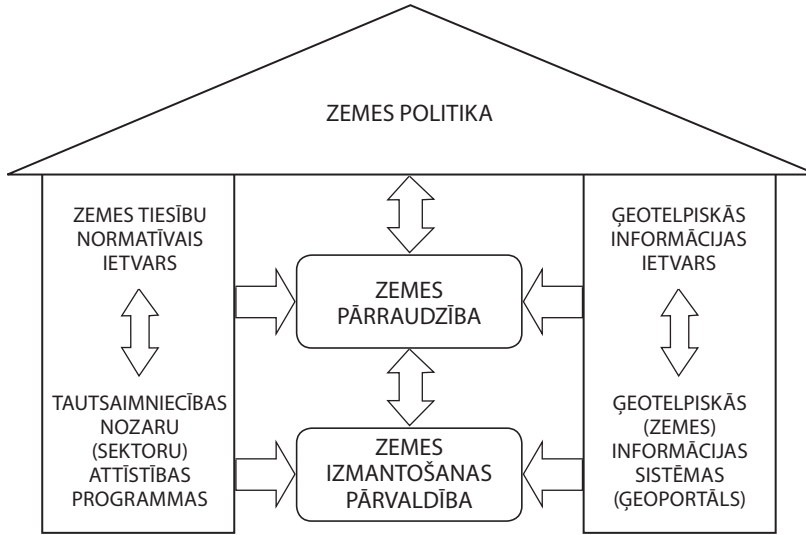 ZEMES POLITIKA
ZEMES TIESĪBU
NORMATĪVAIS
IETVARS
TAUTSAIMNIECĪBAS
NOZARU
(SEKTORU)
ATTĪSTĪBAS
PROGRAMMAS
ZEMES
PĀRRAUDZĪBA
ZEMES
IZMANTOŠANAS
PĀRVALDĪBA
ĢEOTELPISKĀS
INFORMĀCIJAS
IETVARS
ĢEOTELPISKĀS
(ZEMES)
INFORMĀCIJAS
SISTĒMAS
(ĢEOPORTĀLS)